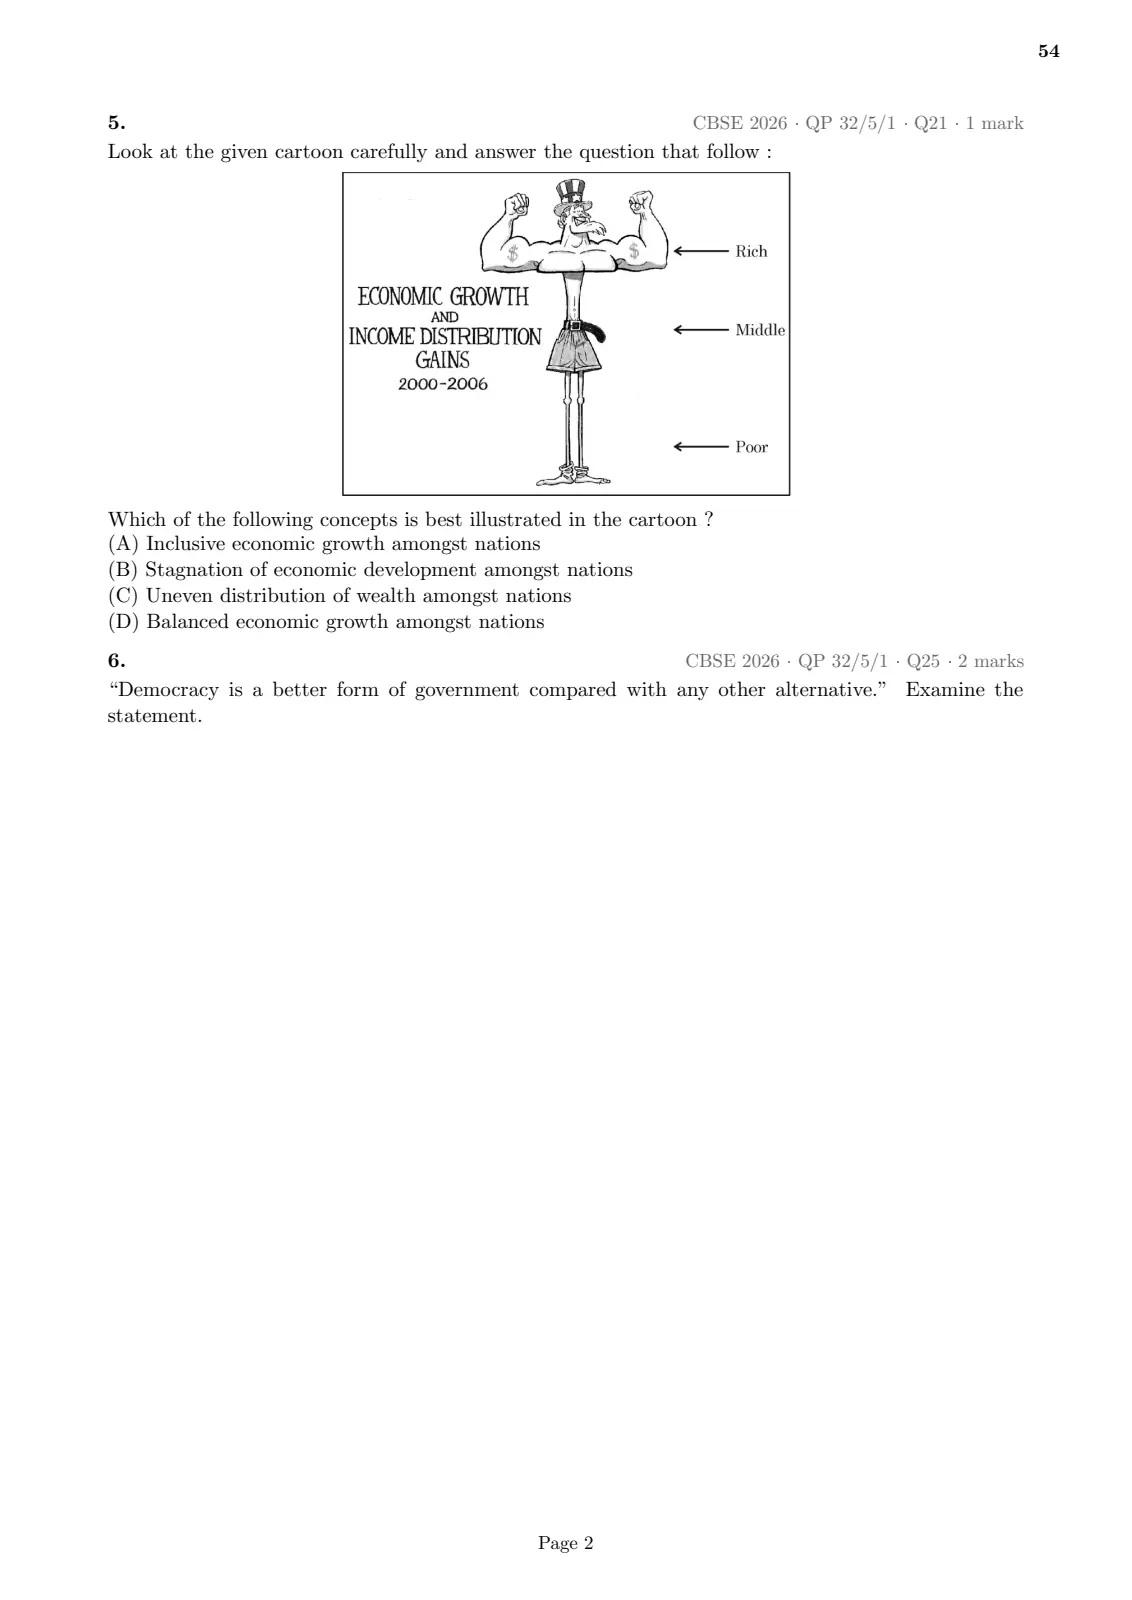 54
5.
CBSE 2026 · QP 32/5/1 · Q21 · 1 mark
Look at the given cartoon carefully and answer the question that follow :
$ $
Rich
ECONOMIC GROWTH
AND
INCOME DISTRIBUTION
GAINS
2000-2006
Middle
Poor
Which of the following concepts is best illustrated in the cartoon ?
(A) Inclusive economic growth amongst nations
(B) Stagnation of economic development amongst nations
(C) Uneven distribution of wealth amongst nations
(D) Balanced economic growth amongst nations
6.
CBSE 2026 · QP 32/5/1 · Q25 · 2 marks
“Democracy is a better form of government compared with any other alternative.” Examine the
statement.
Page 2